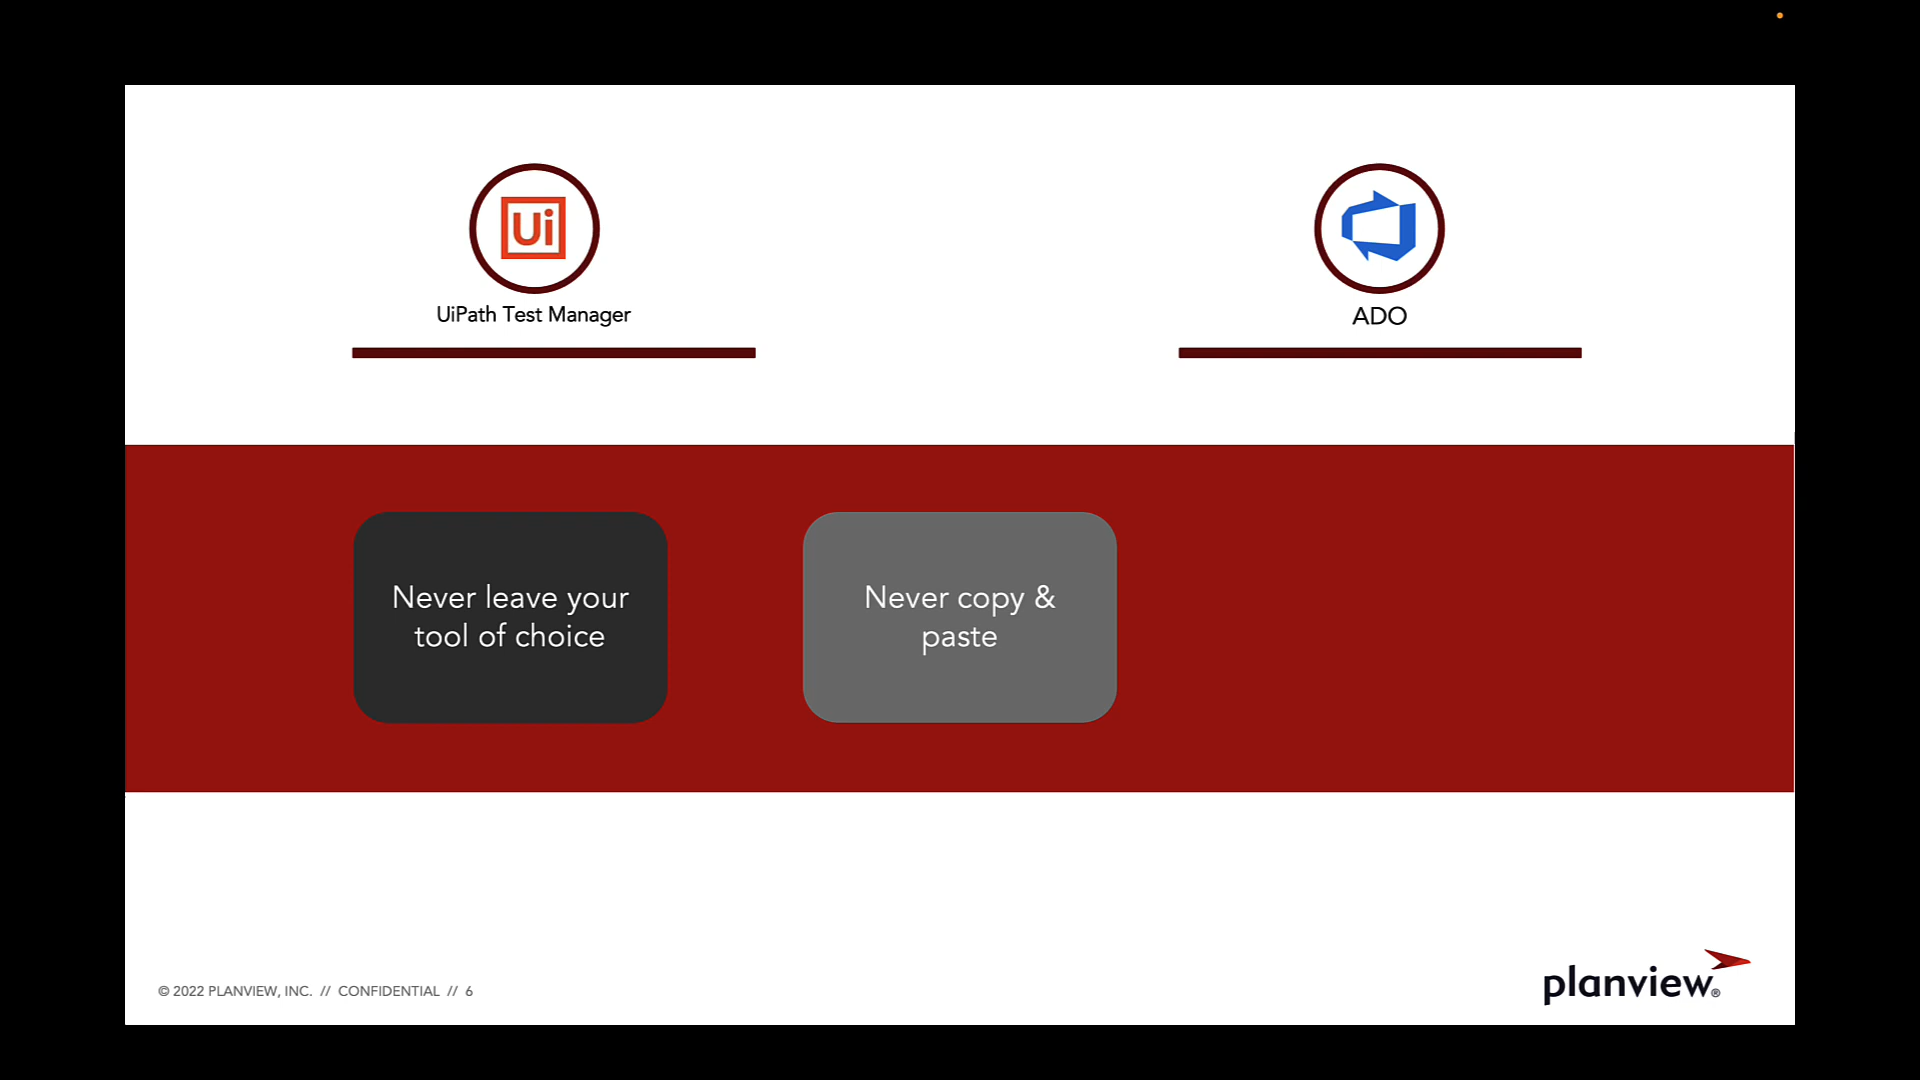 Ui
UiPath Test Manager
ADO
Never leave your
tool of choice
Never copy &
paste
© 2022 PLANVIEW, INC. // CONFIDENTIAL // 6
planview®